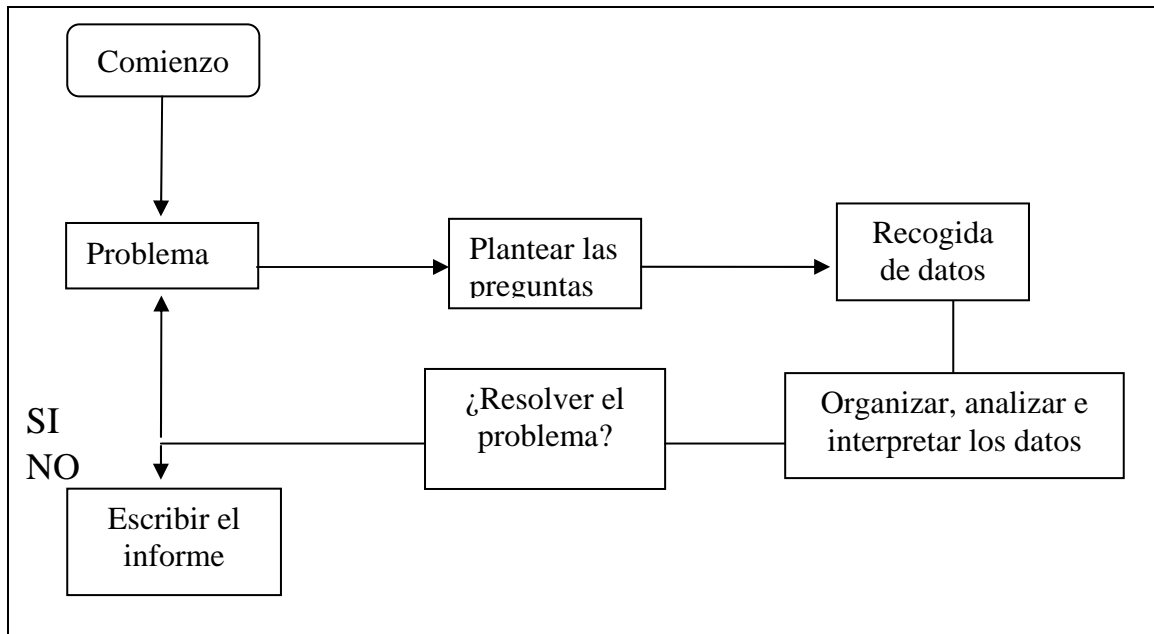 Comienzo
Problema
Plantear las
preguntas
Recogida
de datos
Organizar, analizar e
interpretar los datos
¿Resolver el
problema?
SI
NO
Escribir el
informe